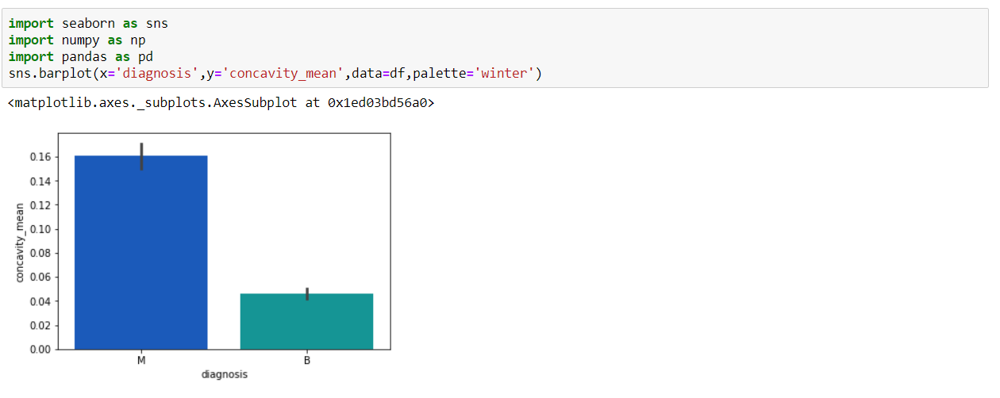 import seaborn as sns
import numpy as np
import pandas as pd
sns.barplot(x='diagnosis',y='concavity_mean',data=df,palette='winter')
<matplotlib.axes._subplots.AxesSubplot at 0x1ed03bd56a0>
0.16
0.14
0.12
0.10
0.08
0.06
0.04
0.02
0.00
concavity_mean
M B
diagnosis